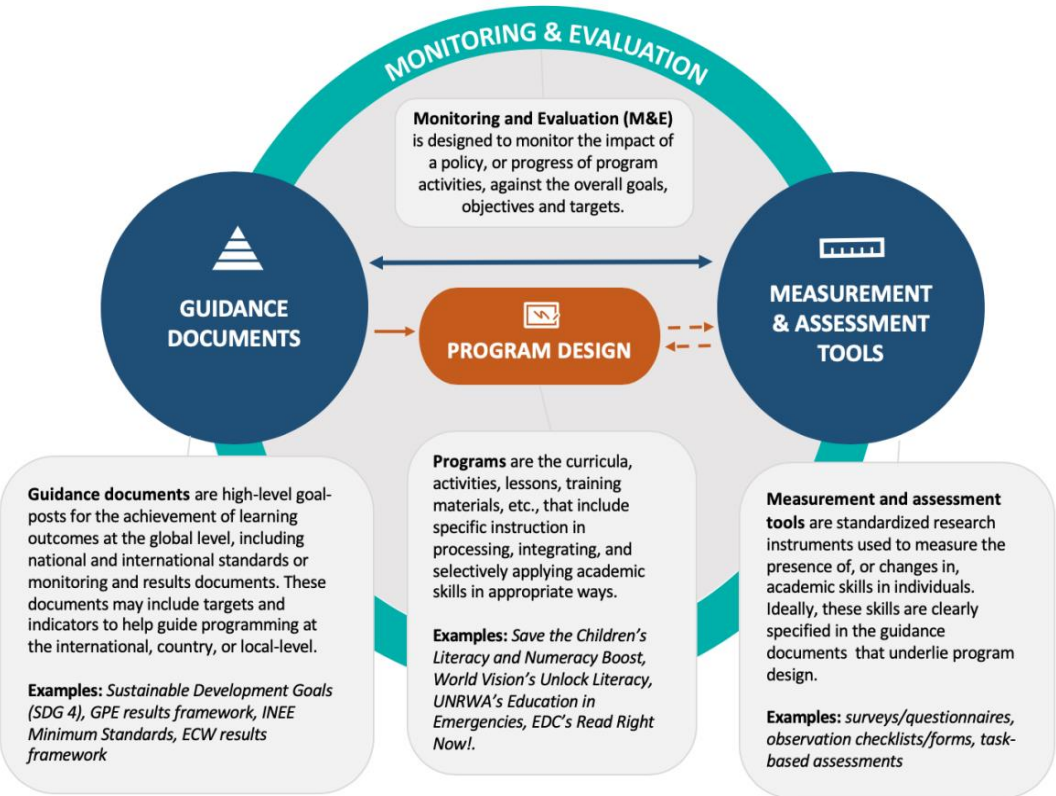 MONITORING & EVALUATION
Monitoring and Evaluation (M&E)
is designed to monitor the impact of
a policy, or progress of program
activities, against the overall goals,
objectives and targets.
GUIDANCE
DOCUMENTS
PROGRAM DESIGN
MEASUREMENT
& ASSESSMENT
TOOLS
Guidance documents are high-level goal-
posts for the achievement of learning
outcomes at the global level, including
national and international standards or
monitoring and results documents. These
documents may include targets and
indicators to help guide programming at
the international, country, or local-level.
Examples: Sustainable Development Goals
(SDG 4), GPE results framework, INEE
Minimum Standards, ECW results
framework
Programs are the curricula,
activities, lessons, training
materials, etc., that include
specific instruction in
processing, integrating, and
selectively applying academic
skills in appropriate ways.
Examples: Save the Children's
Literacy and Numeracy Boost,
World Vision's Unlock Literacy,
UNRWA's Education in
Emergencies, EDC's Read Right
Now!.
Measurement and assessment
tools are standardized research
instruments used to measure the
presence of, or changes in,
academic skills in individuals.
Ideally, these skills are clearly
specified in the guidance
documents that underlie program
design.
Examples: surveys/questionnaires,
observation checklists/forms, task-
based assessments